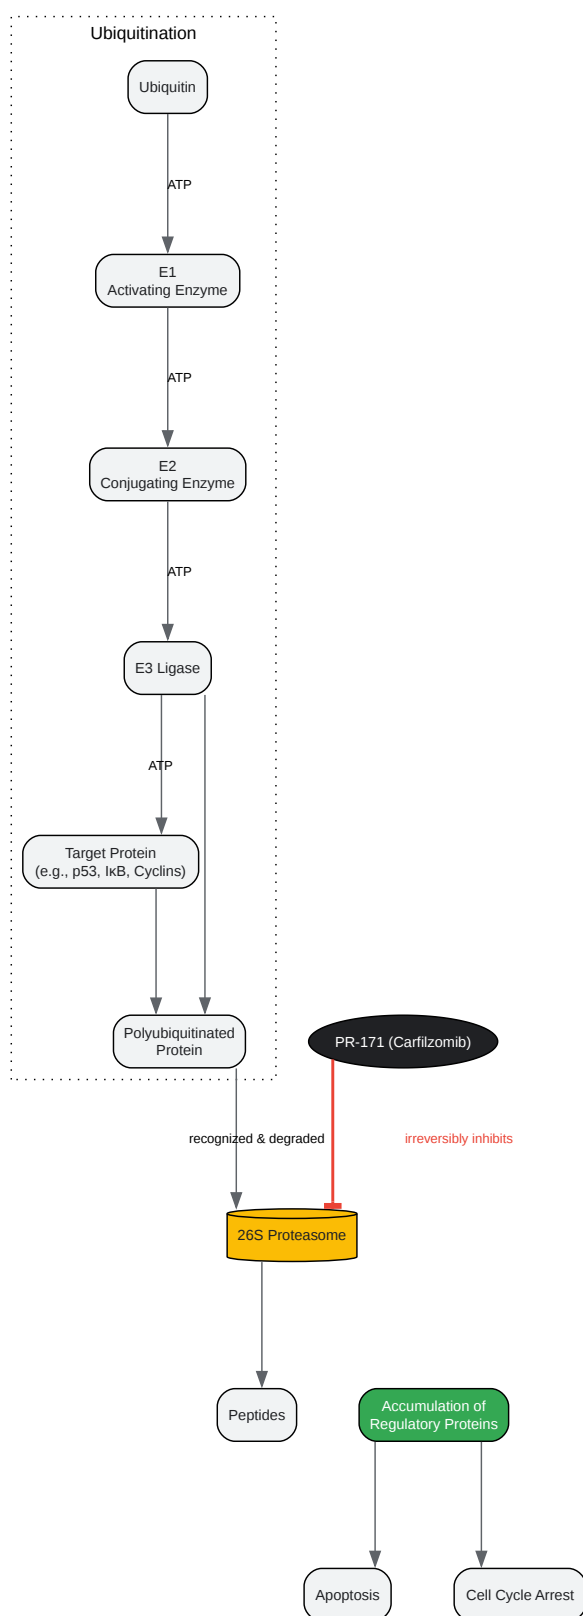 Ubiquitination
Ubiquitin
ATP
E1
Activating Enzyme
ATP
E2
Conjugating Enzyme
ATP
E3 Ligase
ATP
Target Protein
(e.g., p53, IκB, Cyclins)
Polyubiquitinated
Protein
PR-171 (Carfilzomib)
recognized & degraded
irreversibly inhibits
26S Proteasome
Peptides
Accumulation of
Regulatory Proteins
Apoptosis
Cell Cycle Arrest